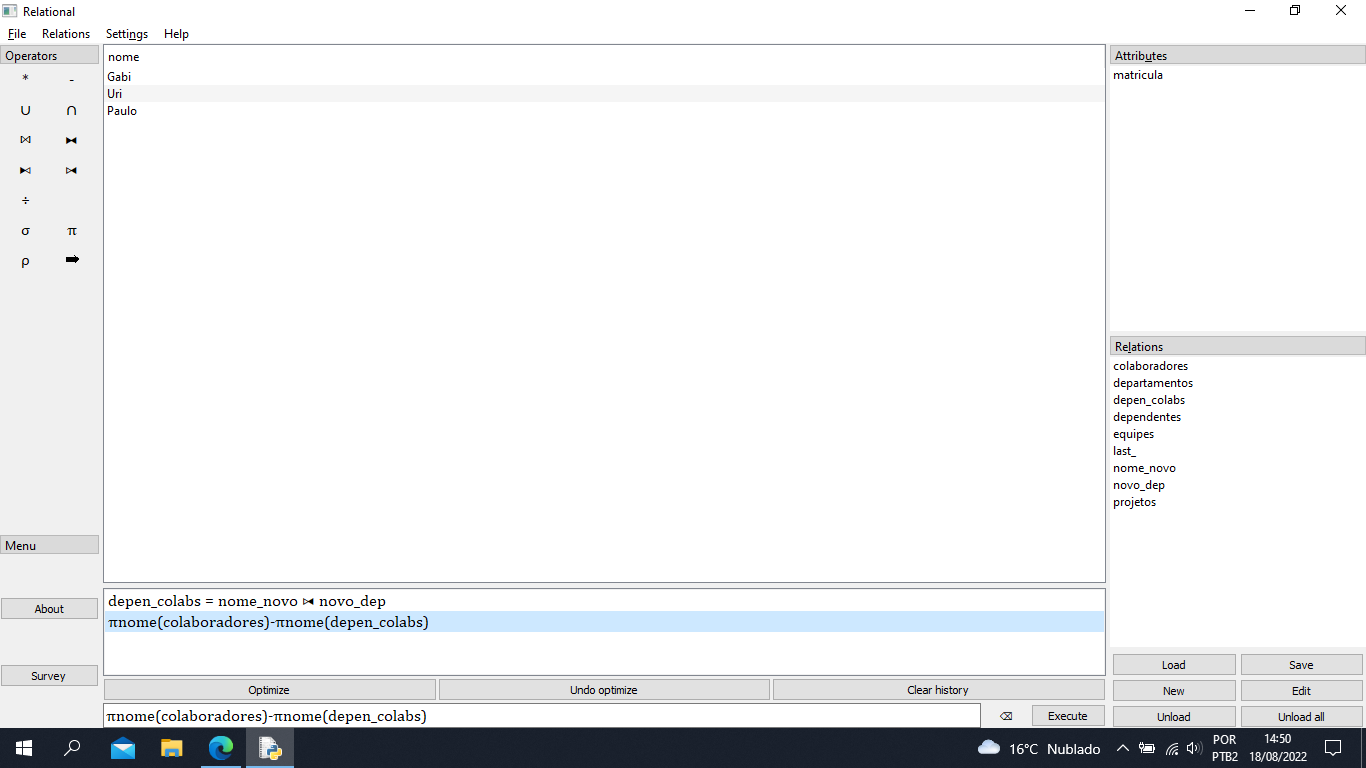 Relational
File Relations Settings Help
Operators
* -
∪ ∩
⋈ ⧓
⧑ ⧒
÷
σ π
ρ ➡
Menu
About
Survey
nome
Gabi
Uri
Paulo
depen_colabs = nome_novo ⧒ novo_dep
πnome(colaboradores)-πnome(depen_colabs)
Optimize Undo optimize Clear history
πnome(colaboradores)-πnome(depen_colabs)
⌫ Execute
Attributes
matricula
Relations
colaboradores
departamentos
depen_colabs
dependentes
equipes
last_
nome_novo
novo_dep
projetos
Load Save
New Edit
Unload Unload all
16°C Nublado
POR
PTB2
14:50
18/08/2022